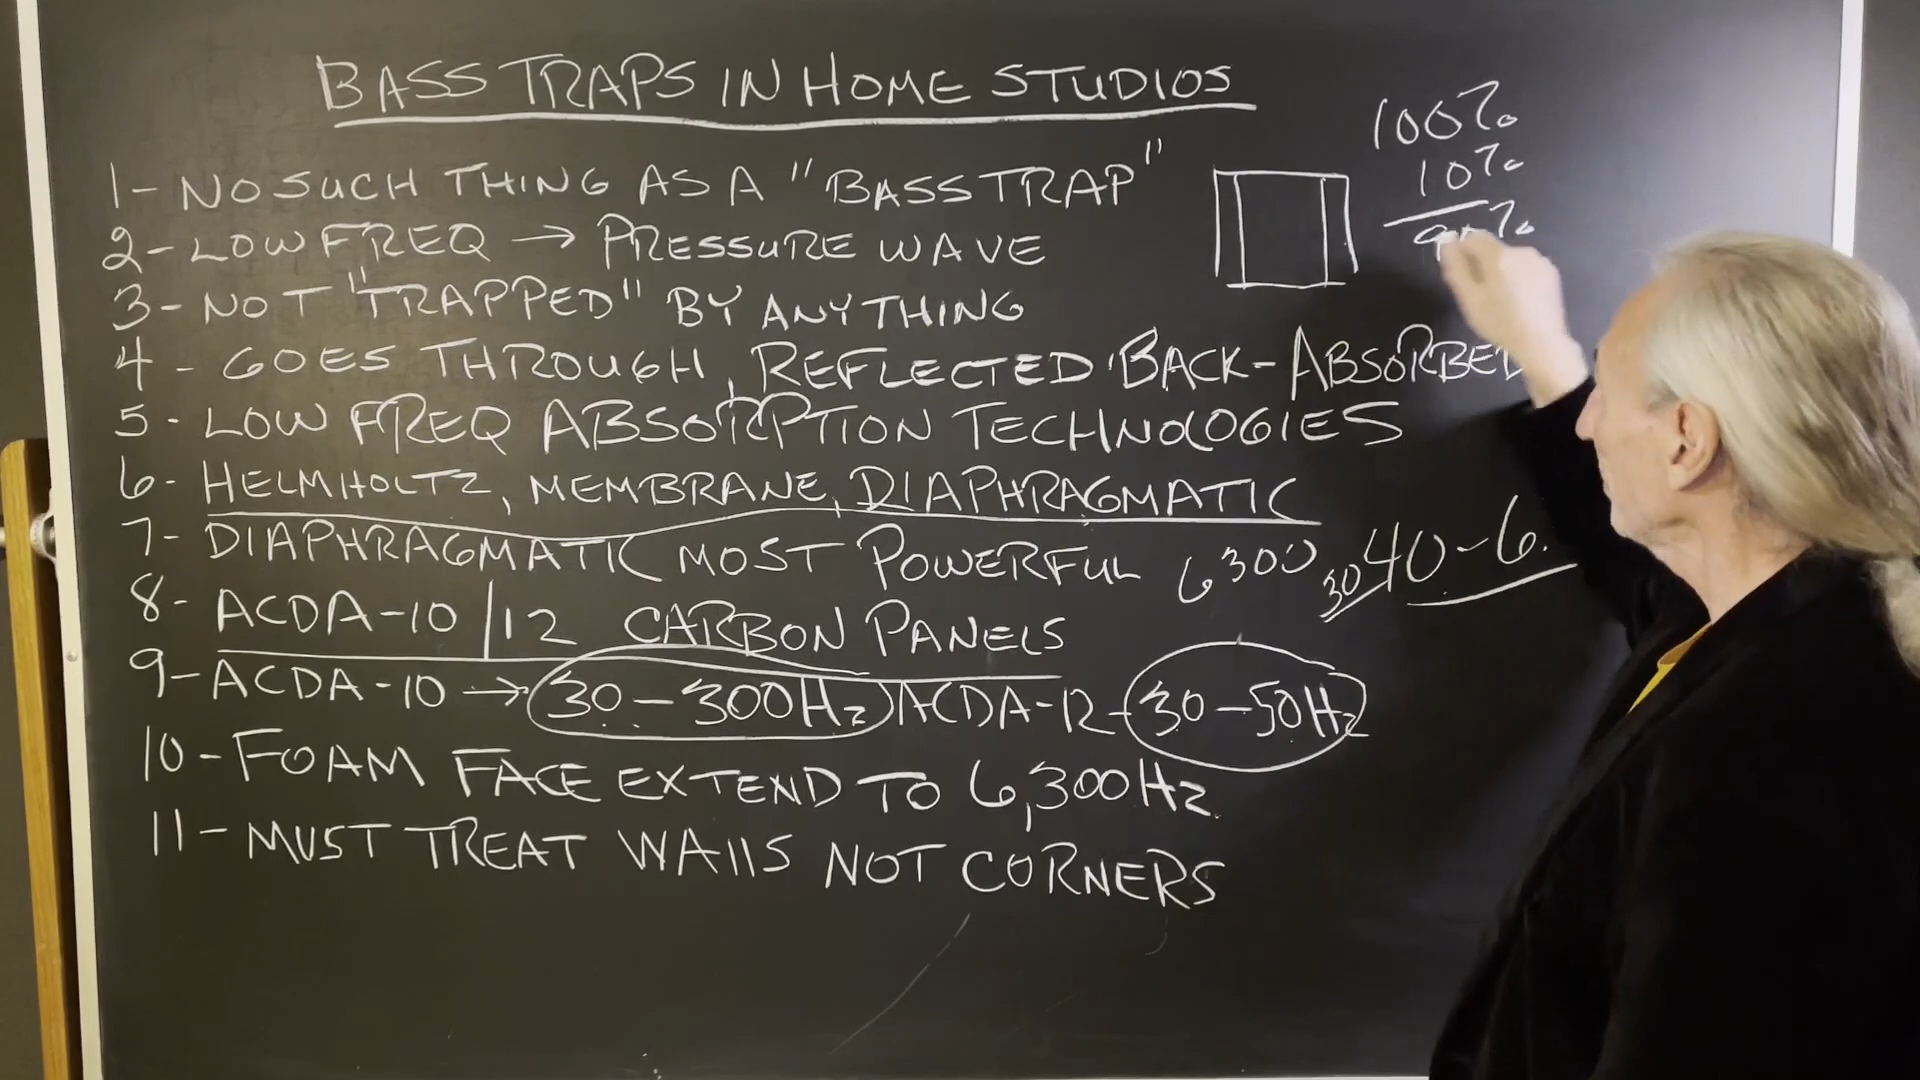 BASS TRAPS IN HOME STUDIOS
100%
10%
1- NO SUCH THING AS A "BASS TRAP"
2- LOW FREQ → PRESSURE WAVE
3- NOT "TRAPPED" BY ANYTHING
4- GOES THROUGH, REFLECTED BACK-ABSORBED
5- LOW FREQ ABSORPTION TECHNOLOGIES
6- HELMHOLTZ, MEMBRANE, DIAPHRAGMATIC
7- DIAPHRAGMATIC MOST POWERFUL 6300
30 40-6.
8- ACDA-10/12 CARBON PANELS
9- ACDA-10 → 30-300Hz ACDA-12-30-50Hz
10- FOAM FACE EXTEND TO 6,300Hz.
11- MUST TREAT WAllS NOT CORNERS